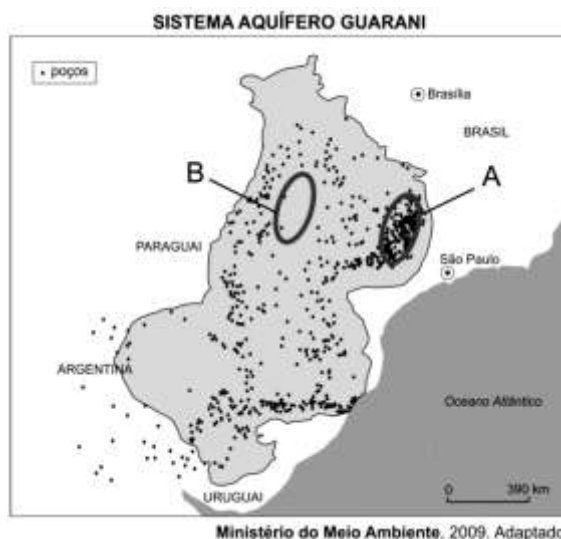 SISTEMA AQUÍFERO GUARANI
poços
Brasília
BRASIL
B
A
PARAGUAI
São Paulo
ARGENTINA
Oceano Atlântico
URUGUAI
0 390 km
Ministério do Meio Ambiente, 2009. Adaptado